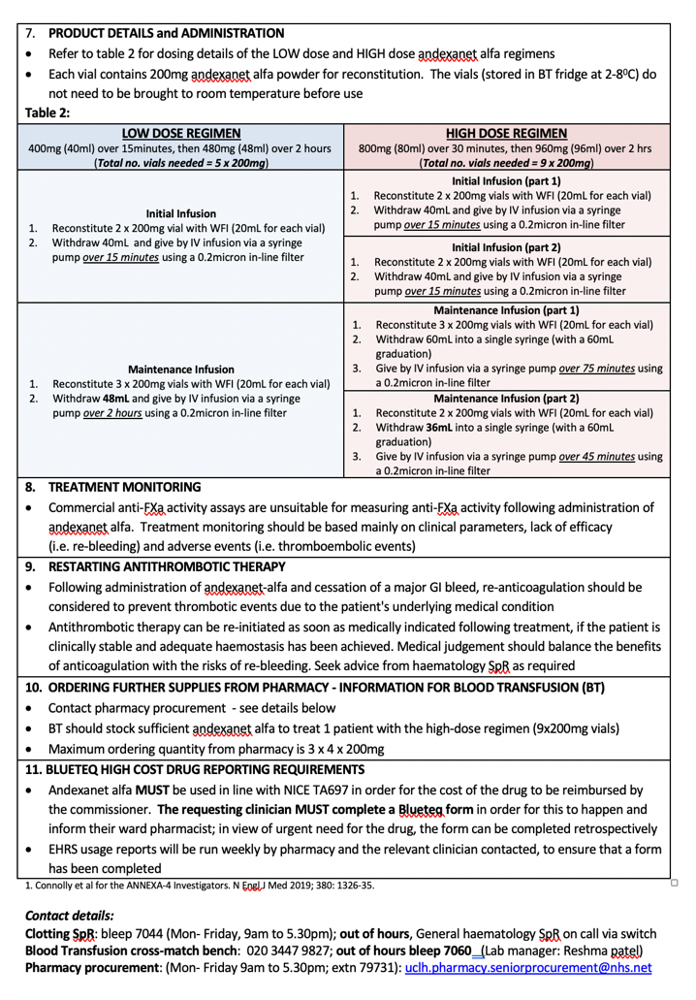 7. PRODUCT DETAILS and ADMINISTRATION
• Refer to table 2 for dosing details of the LOW dose and HIGH dose andexanet alfa regimens
• Each vial contains 200mg andexanet alfa powder for reconstitution. The vials (stored in BT fridge at 2-8⁰C) do
not need to be brought to room temperature before use
Table 2:
LOW DOSE REGIMEN
400mg (40ml) over 15minutes, then 480mg (48ml) over 2 hours
(Total no. vials needed = 5 x 200mg)
HIGH DOSE REGIMEN
800mg (80ml) over 30 minutes, then 960mg (96ml) over 2 hrs
(Total no. vials needed = 9 x 200mg)
Initial Infusion
1. Reconstitute 2 x 200mg vial with WFI (20mL for each vial)
2. Withdraw 40mL and give by IV infusion via a syringe
pump over 15 minutes using a 0.2micron in-line filter
Initial Infusion (part 1)
1. Reconstitute 2 x 200mg vials with WFI (20mL for each vial)
2. Withdraw 40mL and give by IV infusion via a syringe
pump over 15 minutes using a 0.2micron in-line filter
Initial Infusion (part 2)
1. Reconstitute 2 x 200mg vials with WFI (20mL for each vial)
2. Withdraw 40mL and give by IV infusion via a syringe
pump over 15 minutes using a 0.2micron in-line filter
Maintenance Infusion
1. Reconstitute 3 x 200mg vials with WFI (20mL for each vial)
2. Withdraw 48mL and give by IV infusion via a syringe
pump over 2 hours using a 0.2micron in-line filter
Maintenance Infusion (part 1)
1. Reconstitute 3 x 200mg vials with WFI (20mL for each vial)
2. Withdraw 60mL into a single syringe (with a 60mL
graduation)
3. Give by IV infusion via a syringe pump over 75 minutes using
a 0.2micron in-line filter
Maintenance Infusion (part 2)
1. Reconstitute 2 x 200mg vials with WFI (20mL for each vial)
2. Withdraw 36mL into a single syringe (with a 60mL
graduation)
3. Give by IV infusion via a syringe pump over 45 minutes using
a 0.2micron in-line filter
8. TREATMENT MONITORING
• Commercial anti-FXa activity assays are unsuitable for measuring anti-FXa activity following administration of
andexanet alfa. Treatment monitoring should be based mainly on clinical parameters, lack of efficacy
(i.e. re-bleeding) and adverse events (i.e. thromboembolic events)
9. RESTARTING ANTITHROMBOTIC THERAPY
• Following administration of andexanet-alfa and cessation of a major GI bleed, re-anticoagulation should be
considered to prevent thrombotic events due to the patient's underlying medical condition
• Antithrombotic therapy can be re-initiated as soon as medically indicated following treatment, if the patient is
clinically stable and adequate haemostasis has been achieved. Medical judgement should balance the benefits
of anticoagulation with the risks of re-bleeding. Seek advice from haematology SpR as required
10. ORDERING FURTHER SUPPLIES FROM PHARMACY - INFORMATION FOR BLOOD TRANSFUSION (BT)
• Contact pharmacy procurement - see details below
• BT should stock sufficient andexanet alfa to treat 1 patient with the high-dose regimen (9x200mg vials)
• Maximum ordering quantity from pharmacy is 3 x 4 x 200mg
11. BLUETEQ HIGH COST DRUG REPORTING REQUIREMENTS
• Andexanet alfa MUST be used in line with NICE TA697 in order for the cost of the drug to be reimbursed by
the commissioner. The requesting clinician MUST complete a Blueteq form in order for this to happen and
inform their ward pharmacist; in view of urgent need for the drug, the form can be completed retrospectively
• EHRS usage reports will be run weekly by pharmacy and the relevant clinician contacted, to ensure that a form
has been completed
1. Connolly et al for the ANNEXA-4 Investigators. N Engl J Med 2019; 380: 1326-35.
Contact details:
Clotting SpR: bleep 7044 (Mon- Friday, 9am to 5.30pm); out of hours, General haematology SpR on call via switch
Blood Transfusion cross-match bench: 020 3447 9827; out of hours bleep 7060 (Lab manager: Reshma patel)
Pharmacy procurement: (Mon- Friday 9am to 5.30pm; extn 79731): uclh.pharmacy.seniorprocurement@nhs.net